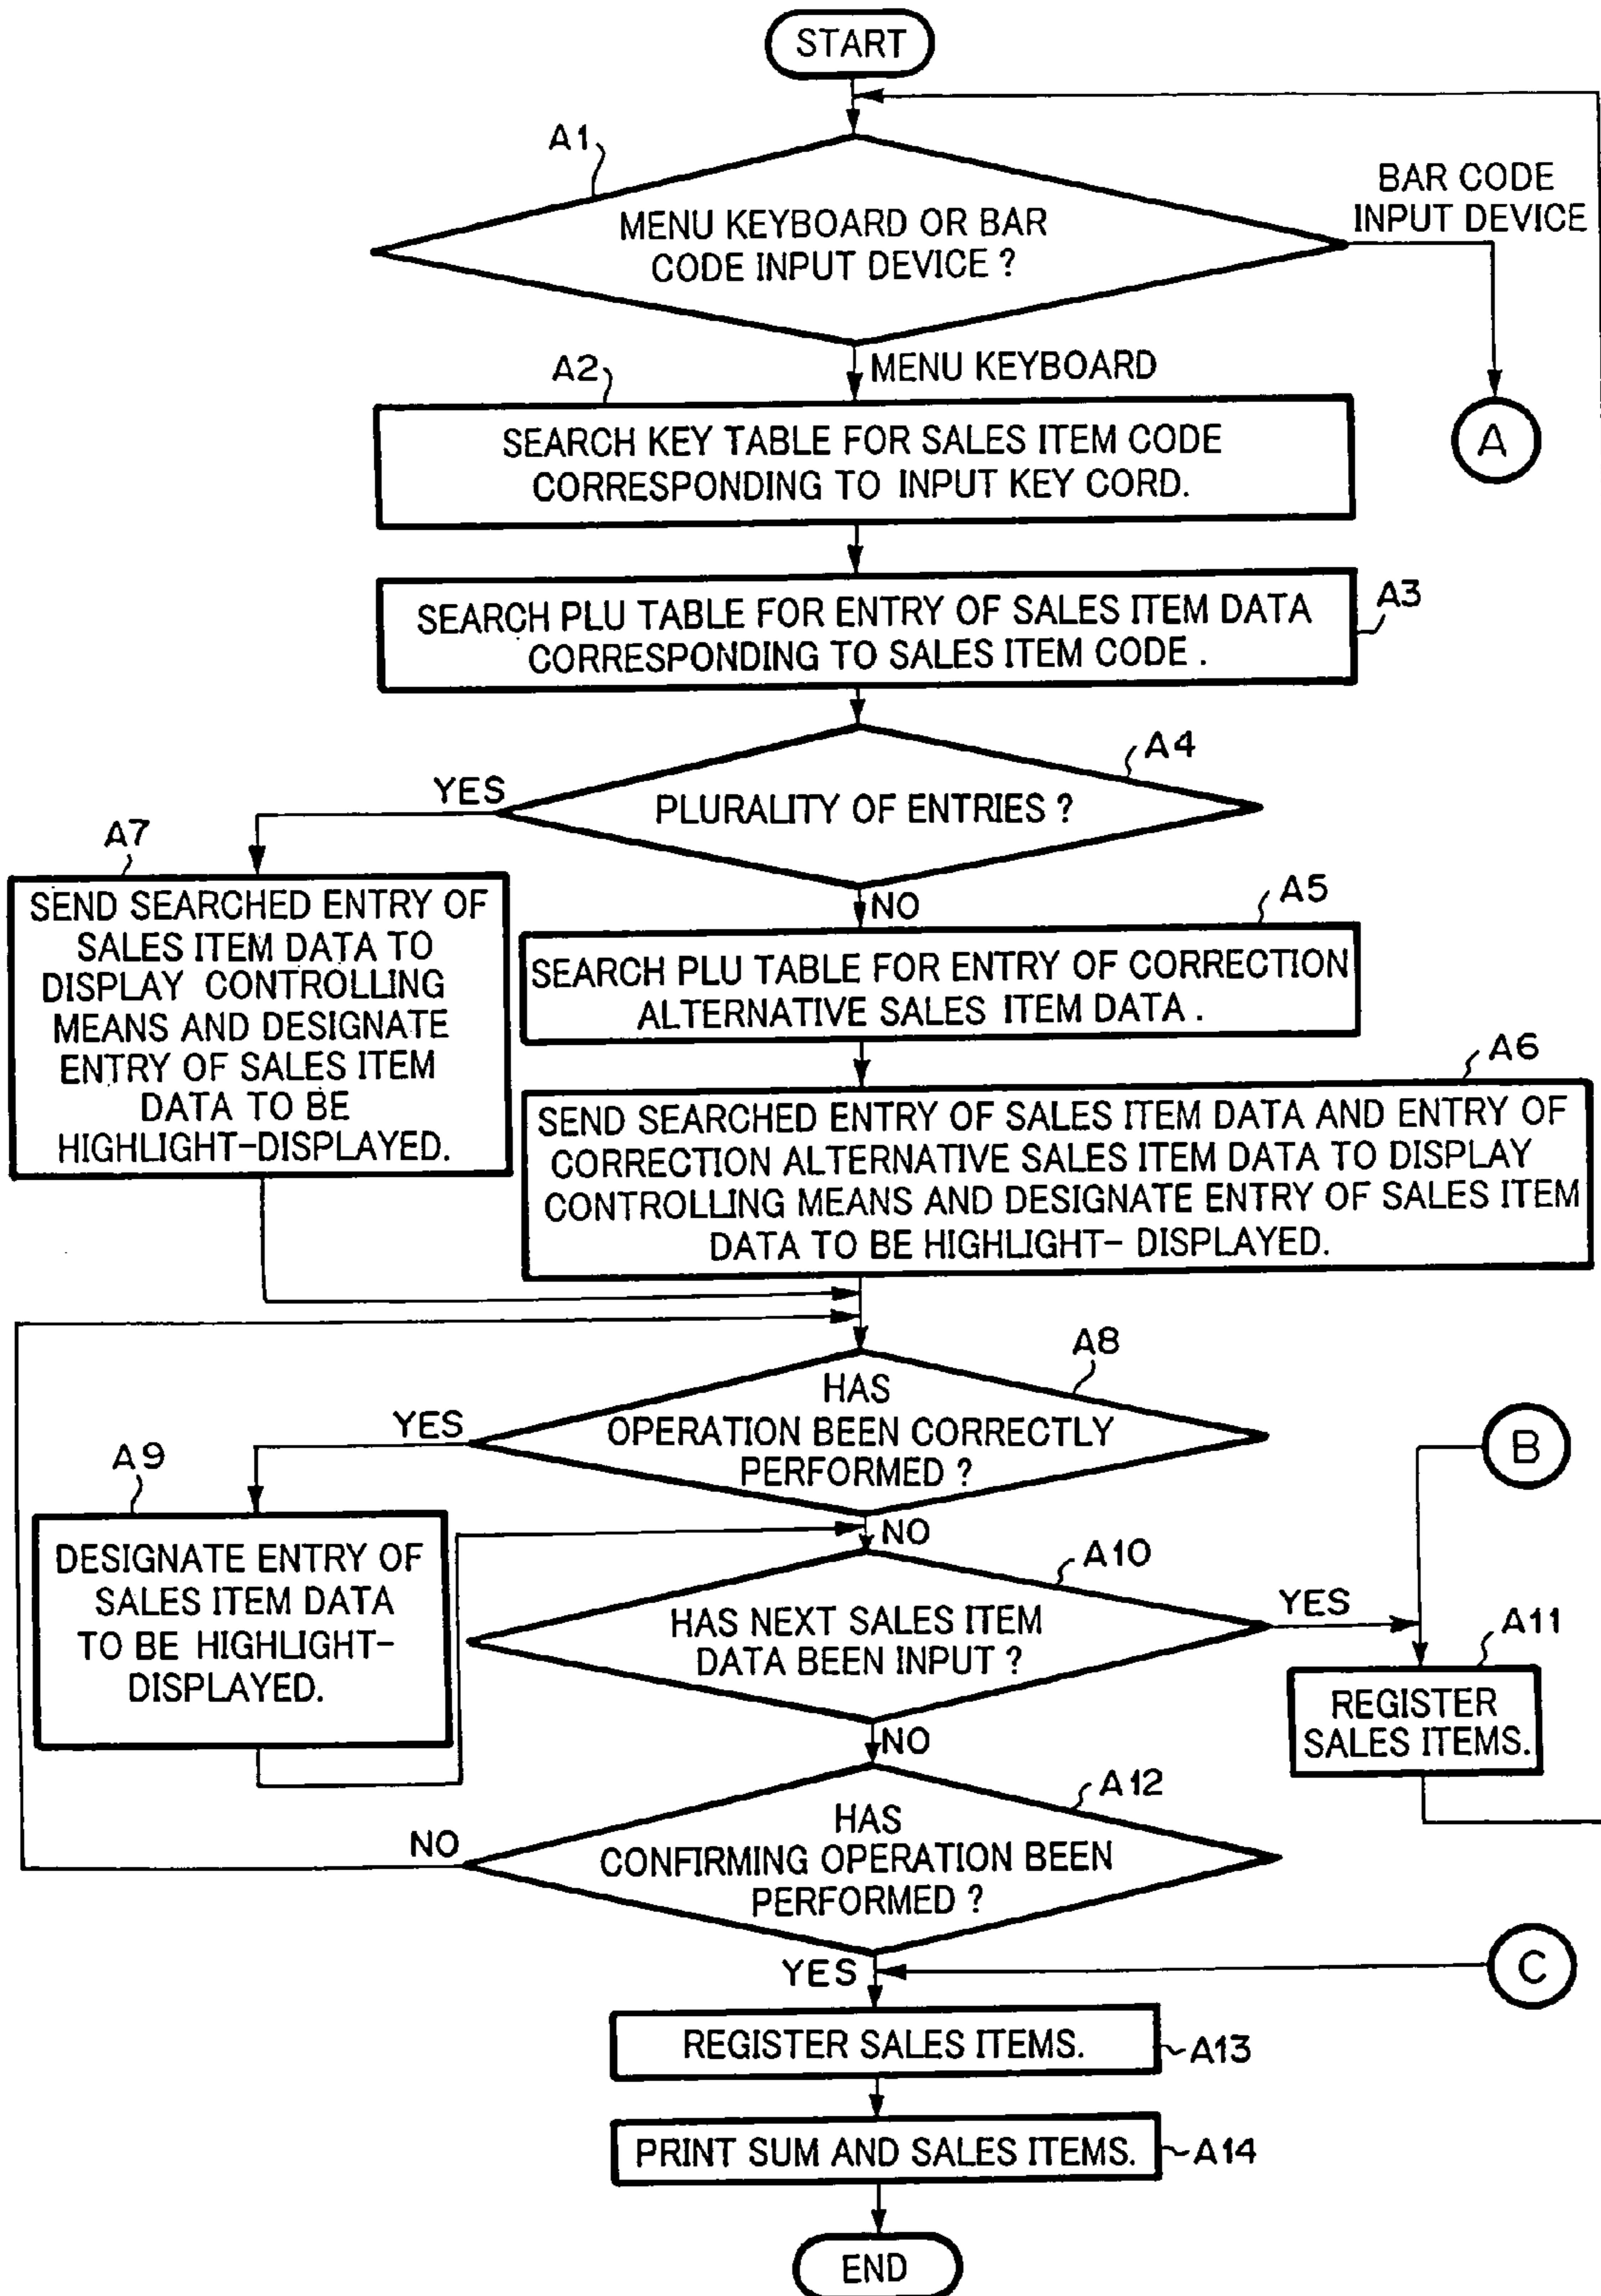 START
A1
MENU KEYBOARD OR BAR
CODE INPUT DEVICE ?
BAR CODE
INPUT DEVICE
MENU KEYBOARD
A
A2
SEARCH KEY TABLE FOR SALES ITEM CODE
CORRESPONDING TO INPUT KEY CORD.
SEARCH PLU TABLE FOR ENTRY OF SALES ITEM DATA
CORRESPONDING TO SALES ITEM CODE .
A3
A4
PLURALITY OF ENTRIES ?
YES
NO
A7
SEND SEARCHED ENTRY OF
SALES ITEM DATA TO
DISPLAY CONTROLLING
MEANS AND DESIGNATE
ENTRY OF SALES ITEM
DATA TO BE
HIGHLIGHT-DISPLAYED.
A5
SEARCH PLU TABLE FOR ENTRY OF CORRECTION
ALTERNATIVE SALES ITEM DATA .
A6
SEND SEARCHED ENTRY OF SALES ITEM DATA AND ENTRY OF
CORRECTION ALTERNATIVE SALES ITEM DATA TO DISPLAY
CONTROLLING MEANS AND DESIGNATE ENTRY OF SALES ITEM
DATA TO BE HIGHLIGHT- DISPLAYED.
A8
HAS
OPERATION BEEN CORRECTLY
PERFORMED ?
YES
NO
B
A9
DESIGNATE ENTRY OF
SALES ITEM DATA
TO BE HIGHLIGHT-
DISPLAYED.
A10
HAS NEXT SALES ITEM
DATA BEEN INPUT ?
YES
NO
A11
REGISTER
SALES ITEMS.
A12
HAS
CONFIRMING OPERATION BEEN
PERFORMED ?
NO
YES
C
REGISTER SALES ITEMS.
A13
PRINT SUM AND SALES ITEMS.
A14
END